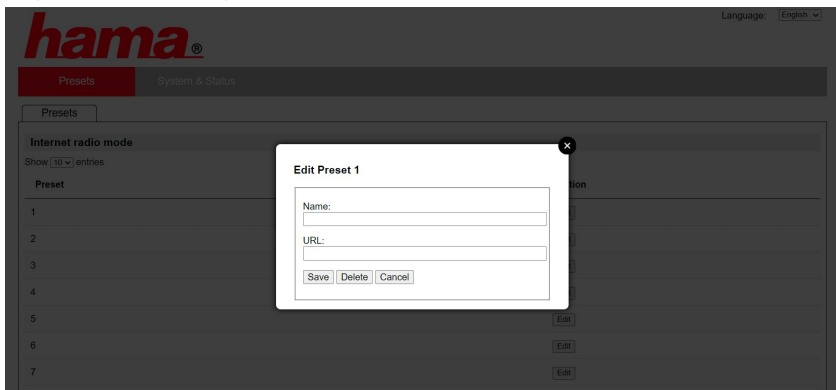 Language: English
hama®
Presets System & Status
Presets
Internet radio mode
Show 10 entries
Preset
1
2
3
4
5 Edit
6 Edit
7 Edit
Edit Preset 1
Name:
URL:
Save Delete Cancel